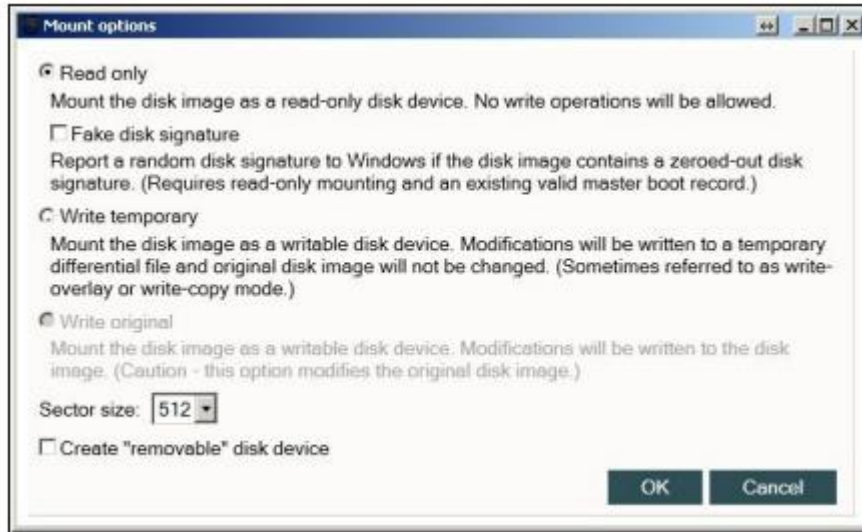 Mount options
Read only
Mount the disk image as a read-only disk device. No write operations will be allowed.
Fake disk signature
Report a random disk signature to Windows if the disk image contains a zeroed-out disk
signature. (Requires read-only mounting and an existing valid master boot record.)
Write temporary
Mount the disk image as a writable disk device. Modifications will be written to a temporary
differential file and original disk image will not be changed. (Sometimes referred to as write-
overlay or write-copy mode.)
Write original
Mount the disk image as a writable disk device. Modifications will be written to the disk
image. (Caution - this option modifies the original disk image.)
Sector size: 512
Create "removable" disk device
OK Cancel